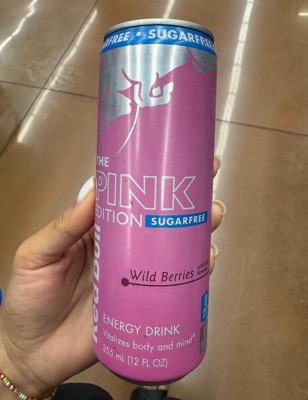 FREE • SUGARFREE
THE
PINK
EDITION SUGARFREE
Red Bull
Wild Berries
ENERGY DRINK
Vitalizes body and mind.®
355 mL (12 FL OZ)